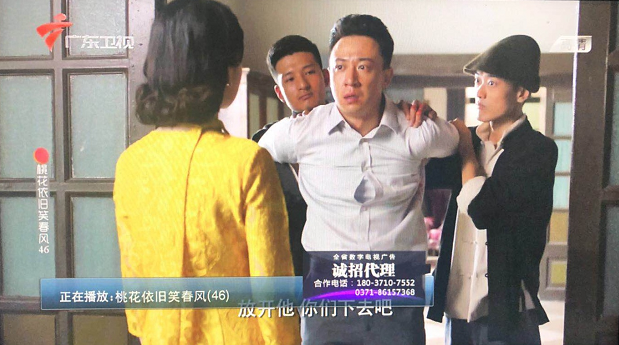 广东卫视
高清
桃花依旧笑春风
46
全省数字电视广告
诚招代理
合作电话：180-3710-7552
0371-86157368
正在播放：桃花依旧笑春风(46)
放开他 你们下去吧